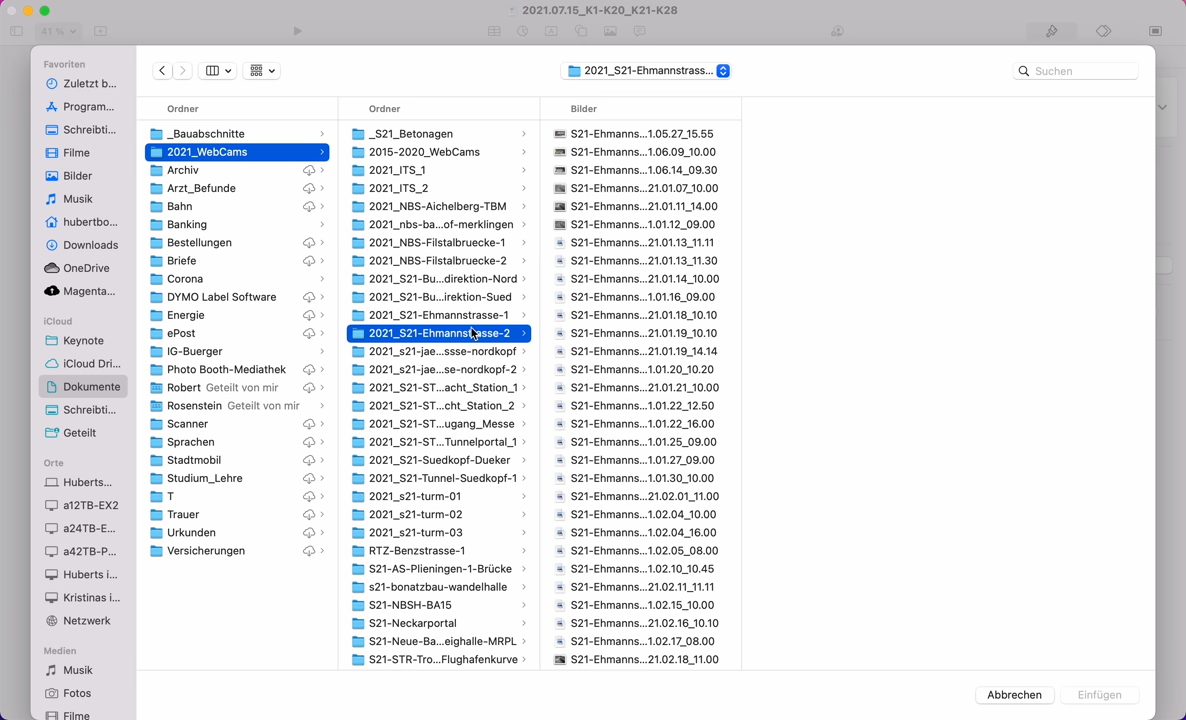 2021.07.15_K1-K20_K21-K28
41 %
2021_S21-Ehmannstrass...
Suchen
Favoriten
Zuletzt b...
Program...
Schreibti...
Filme
Bilder
Musik
hubertbo...
Downloads
OneDrive
Magenta...
iCloud
Keynote
iCloud Dri...
Dokumente
Schreibti...
Geteilt
Orte
Huberts...
a12TB-EX2
a24TB-E...
a42TB-P...
Huberts i...
Kristinas i...
Netzwerk
Medien
Musik
Fotos
Filme
Ordner
_Bauabschnitte
2021_WebCams
Archiv
Arzt_Befunde
Bahn
Banking
Bestellungen
Briefe
Corona
DYMO Label Software
Energie
ePost
IG-Buerger
Photo Booth-Mediathek
Robert Geteilt von mir
Rosenstein Geteilt von mir
Scanner
Sprachen
Stadtmobil
Studium_Lehre
T
Trauer
Urkunden
Versicherungen
Ordner
_S21_Betonagen
2015-2020_WebCams
2021_ITS_1
2021_ITS_2
2021_NBS-Aichelberg-TBM
2021_nbs-ba...of-merklingen
2021_NBS-Filstalbruecke-1
2021_NBS-Filstalbruecke-2
2021_S21-Bu...direktion-Nord
2021_S21-Bu...irektion-Sued
2021_S21-Ehmannstrasse-1
2021_S21-Ehmannstrasse-2
2021_s21-jae...ssse-nordkopf
2021_s21-jae...se-nordkopf-2
2021_S21-ST...acht_Station_1
2021_S21-ST...cht_Station_2
2021_S21-ST...ugang_Messe
2021_S21-ST...Tunnelportal_1
2021_S21-Suedkopf-Dueker
2021_S21-Tunnel-Suedkopf-1
2021_s21-turm-01
2021_s21-turm-02
2021_s21-turm-03
RTZ-Benzstrasse-1
S21-AS-Plieningen-1-Brücke
s21-bonatzbau-wandelhalle
S21-NBSH-BA15
S21-Neckarportal
S21-Neue-Ba...eighalle-MRPL
S21-STR-Tro...Flughafenkurve
Bilder
S21-Ehmanns...1.05.27_15.55
S21-Ehmanns...1.06.09_10.00
S21-Ehmanns...1.06.14_09.30
S21-Ehmanns...21.01.07_10.00
S21-Ehmanns...21.01.11_14.00
S21-Ehmanns...1.01.12_09.00
S21-Ehmanns...21.01.13_11.11
S21-Ehmanns...21.01.13_11.30
S21-Ehmanns...21.01.14_10.00
S21-Ehmanns...1.01.16_09.00
S21-Ehmanns...21.01.18_10.10
S21-Ehmanns...21.01.19_10.10
S21-Ehmanns...21.01.19_14.14
S21-Ehmanns...1.01.20_10.20
S21-Ehmanns...21.01.21_10.00
S21-Ehmanns...1.01.22_12.50
S21-Ehmanns...1.01.22_16.00
S21-Ehmanns...1.01.25_09.00
S21-Ehmanns...1.01.27_09.00
S21-Ehmanns...1.01.30_10.00
S21-Ehmanns...21.02.01_11.00
S21-Ehmanns...1.02.04_10.00
S21-Ehmanns...1.02.04_16.00
S21-Ehmanns...1.02.05_08.00
S21-Ehmanns...1.02.10_10.45
S21-Ehmanns...21.02.11_11.11
S21-Ehmanns...1.02.15_10.00
S21-Ehmanns...21.02.16_10.10
S21-Ehmanns...1.02.17_08.00
S21-Ehmanns...21.02.18_11.00
Abbrechen
Einfügen